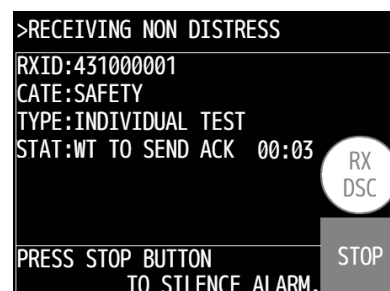 >RECEIVING NON DISTRESS
RXID:431000001
CATE:SAFETY
TYPE:INDIVIDUAL TEST
STAT:WT TO SEND ACK 00:03
RX
DSC
PRESS STOP BUTTON
TO SILENCE ALARM.
STOP